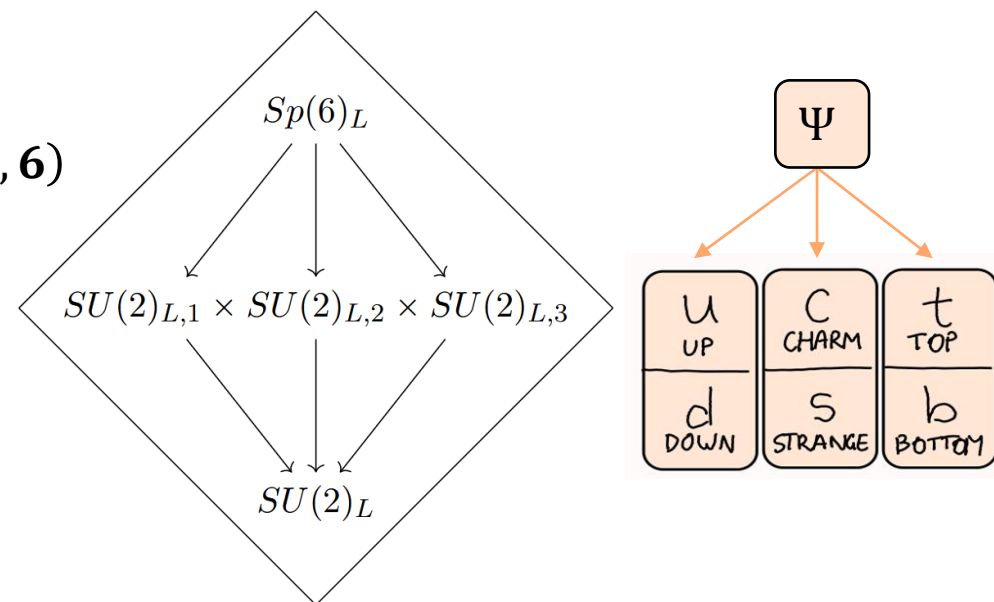 , 6)
Sp(6)_L
SU(2)_{L,1} × SU(2)_{L,2} × SU(2)_{L,3}
SU(2)_L
Ψ
u c t
UP CHARM TOP
d s b
DOWN STRANGE BOTTOM